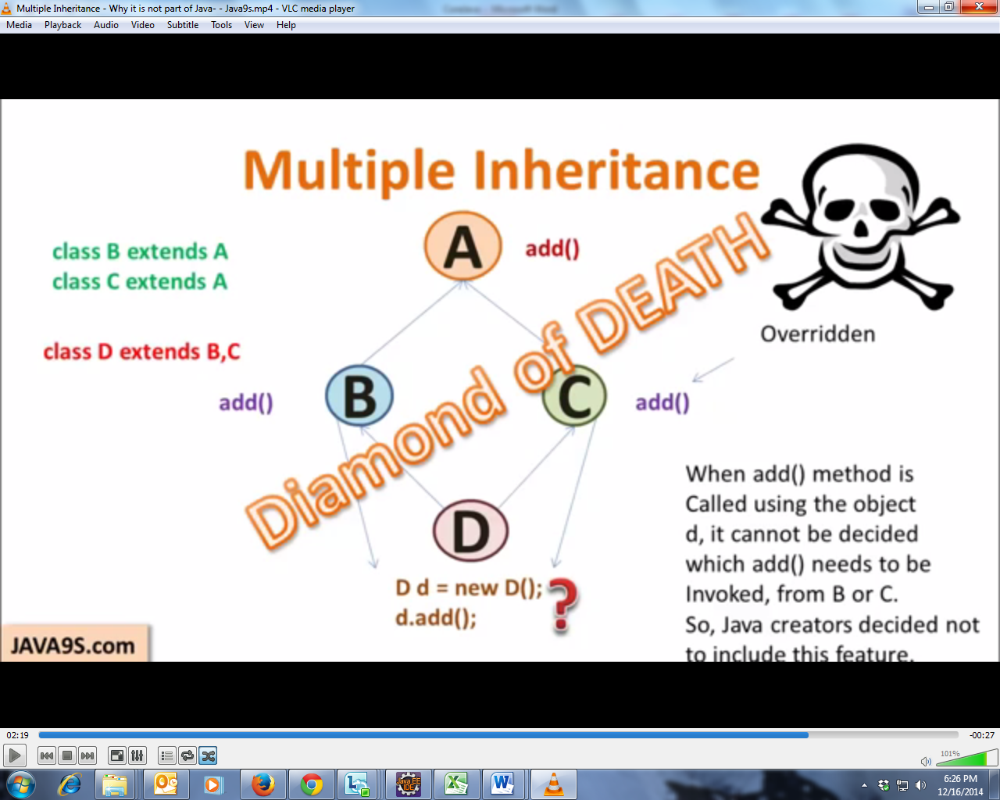 Multiple Inheritance - Why it is not part of Java- - Java9s.mp4 - VLC media player
Media Playback Audio Video Subtitle Tools View Help
Multiple Inheritance
A
add()
class B extends A
class C extends A
Diamond of DEATH
Overridden
class D extends B,C
add()
B
C
add()
D
When add() method is
Called using the object
d, it cannot be decided
which add() needs to be
Invoked, from B or C.
So, Java creators decided not
to include this feature.
D d = new D();
d.add();
?
JAVA9S.com
02:19
-00:27
101%
Java EE
IDE
6:26 PM
12/16/2014